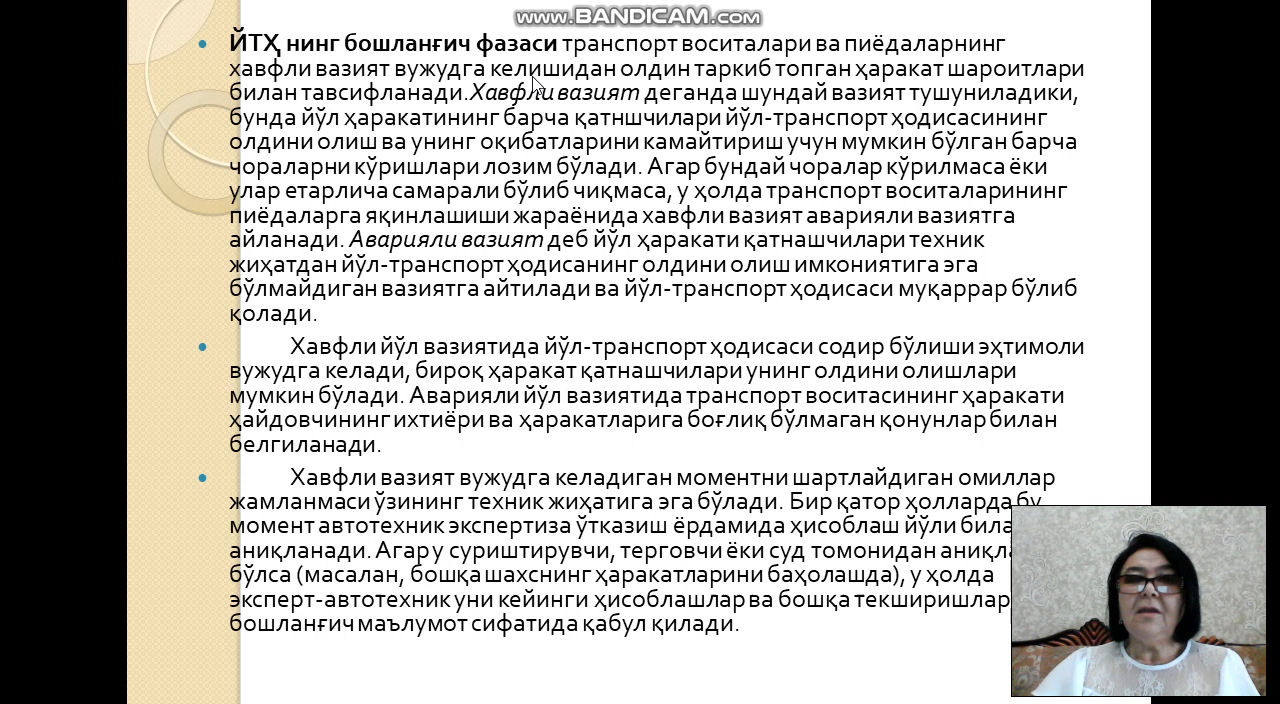 www.BANDICAM.com
ЙТҲ нинг бошланғич фазаси транспорт воситалари ва пиёдаларнинг
хавфли вазият вужудга келишидан олдин таркиб топган ҳаракат шароитлари
билан тавсифланади.Хавфли вазият деганда шундай вазият тушуниладики,
бунда йўл ҳаракатининг барча қатншчилари йўл-транспорт ҳодисасининг
олдини олиш ва унинг оқибатларини камайтириш учун мумкин бўлган барча
чораларни кўришлари лозим бўлади. Агар бундай чоралар кўрилмаса ёки
улар етарлича самарали бўлиб чиқмаса, у ҳолда транспорт воситаларининг
пиёдаларга яқинлашиши жараёнида хавфли вазият аварияли вазиятга
айланади. Аварияли вазият деб йўл ҳаракати қатнашчилари техник
жиҳатдан йўл-транспорт ҳодисанинг олдини олиш имкониятига эга
бўлмайдиган вазиятга айтилади ва йўл-транспорт ҳодисаси муқаррар бўлиб
қолади.
Хавфли йўл вазиятида йўл-транспорт ҳодисаси содир бўлиши эҳтимоли
вужудга келади, бироқ ҳаракат қатнашчилари унинг олдини олишлари
мумкин бўлади. Аварияли йўл вазиятида транспорт воситасининг ҳаракати
ҳайдовчининг ихтиёри ва ҳаракатларига боғлиқ бўлмаган қонунлар билан
белгиланади.
Хавфли вазият вужудга келадиган моментни шартлайдиган омиллар
жамланмаси ўзининг техник жиҳатига эга бўлади. Бир қатор ҳолларда бу
момент автотехник экспертиза ўтказиш ёрдамида ҳисоблаш йўли
аниқланади. Агар у суриштирувчи, терговчи ёки суд томонидан
бўлса (масалан, бошқа шахснинг ҳаракатларини баҳолашда), у ҳолда
эксперт-автотехник уни кейинги ҳисоблашлар ва бошқа
бошланғич маълумот сифатида қабул қилади.